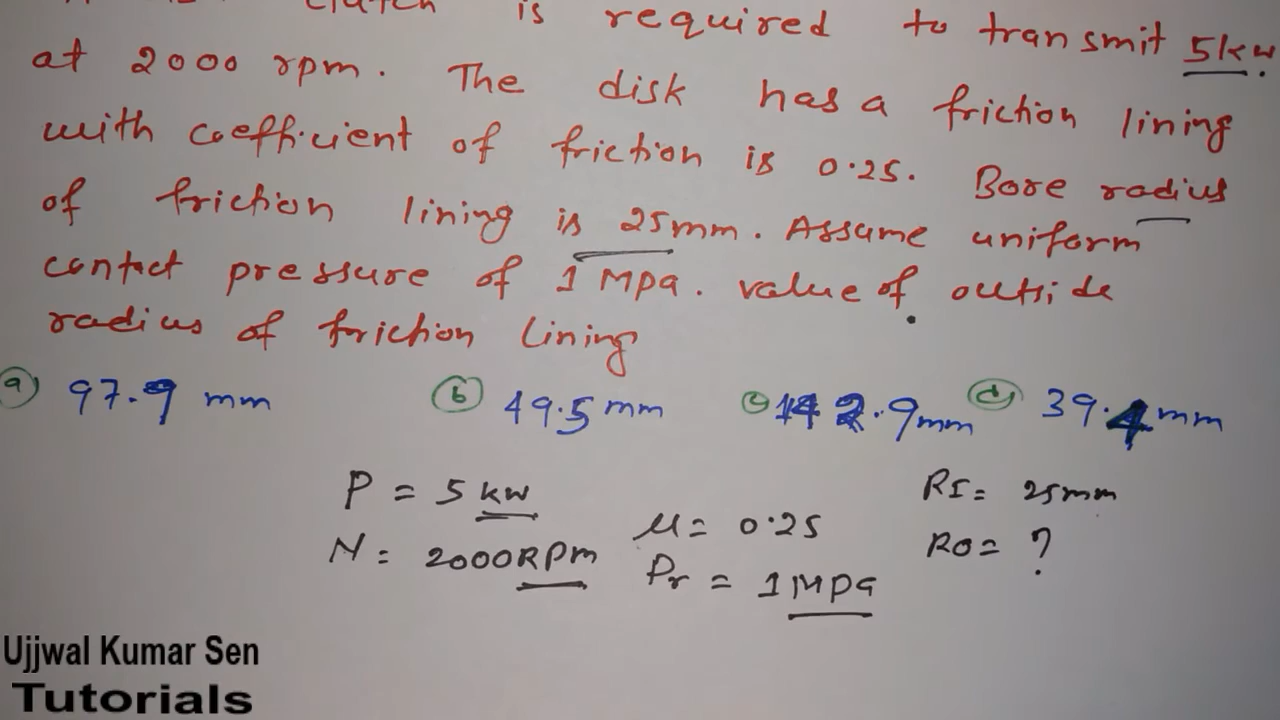 clutch is required to transmit 5kw
at 2000 rpm. The disk has a friction lining
with coefficient of friction is 0.25. Bore radius
of friction lining is 25mm. Assume uniform
contact pressure of 1 MPa. value of outside
radius of friction lining
(a) 97.9 mm (b) 49.5 mm (c) 142.9mm (d) 39.4mm
P = 5 kw
N = 2000RPm
μ = 0.25
Pr = 1MPa
RI = 25mm
RO = ?
Ujjwal Kumar Sen
Tutorials